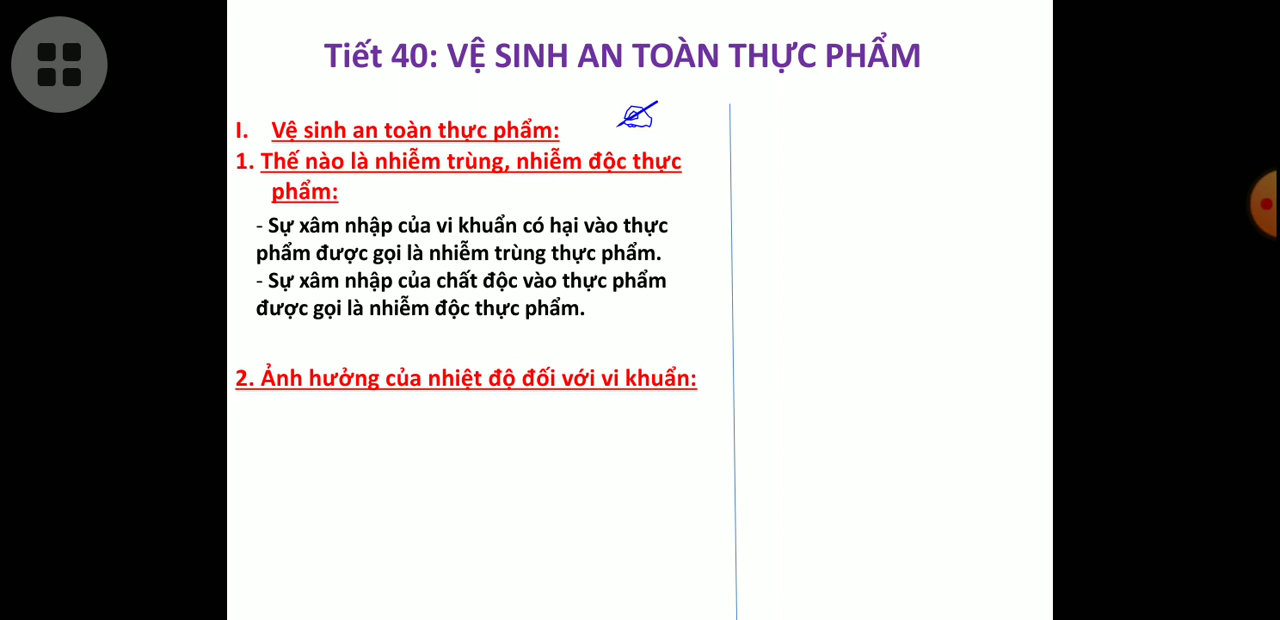 Tiết 40: VỆ SINH AN TOÀN THỰC PHẨM
I. Vệ sinh an toàn thực phẩm:
1. Thế nào là nhiễm trùng, nhiễm độc thực
phẩm:
- Sự xâm nhập của vi khuẩn có hại vào thực
phẩm được gọi là nhiễm trùng thực phẩm.
- Sự xâm nhập của chất độc vào thực phẩm
được gọi là nhiễm độc thực phẩm.
2. Ảnh hưởng của nhiệt độ đối với vi khuẩn: